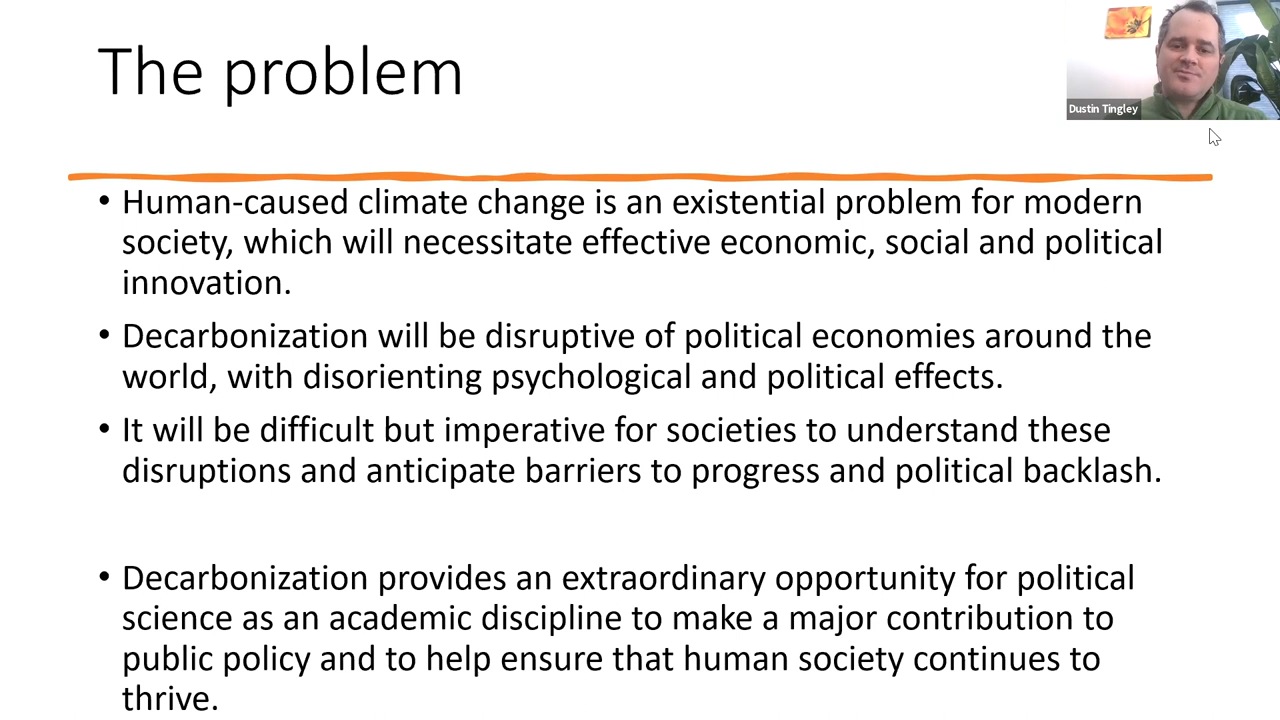 The problem
Dustin Tingley
• Human-caused climate change is an existential problem for modern
society, which will necessitate effective economic, social and political
innovation.
• Decarbonization will be disruptive of political economies around the
world, with disorienting psychological and political effects.
• It will be difficult but imperative for societies to understand these
disruptions and anticipate barriers to progress and political backlash.
• Decarbonization provides an extraordinary opportunity for political
science as an academic discipline to make a major contribution to
public policy and to help ensure that human society continues to
thrive.